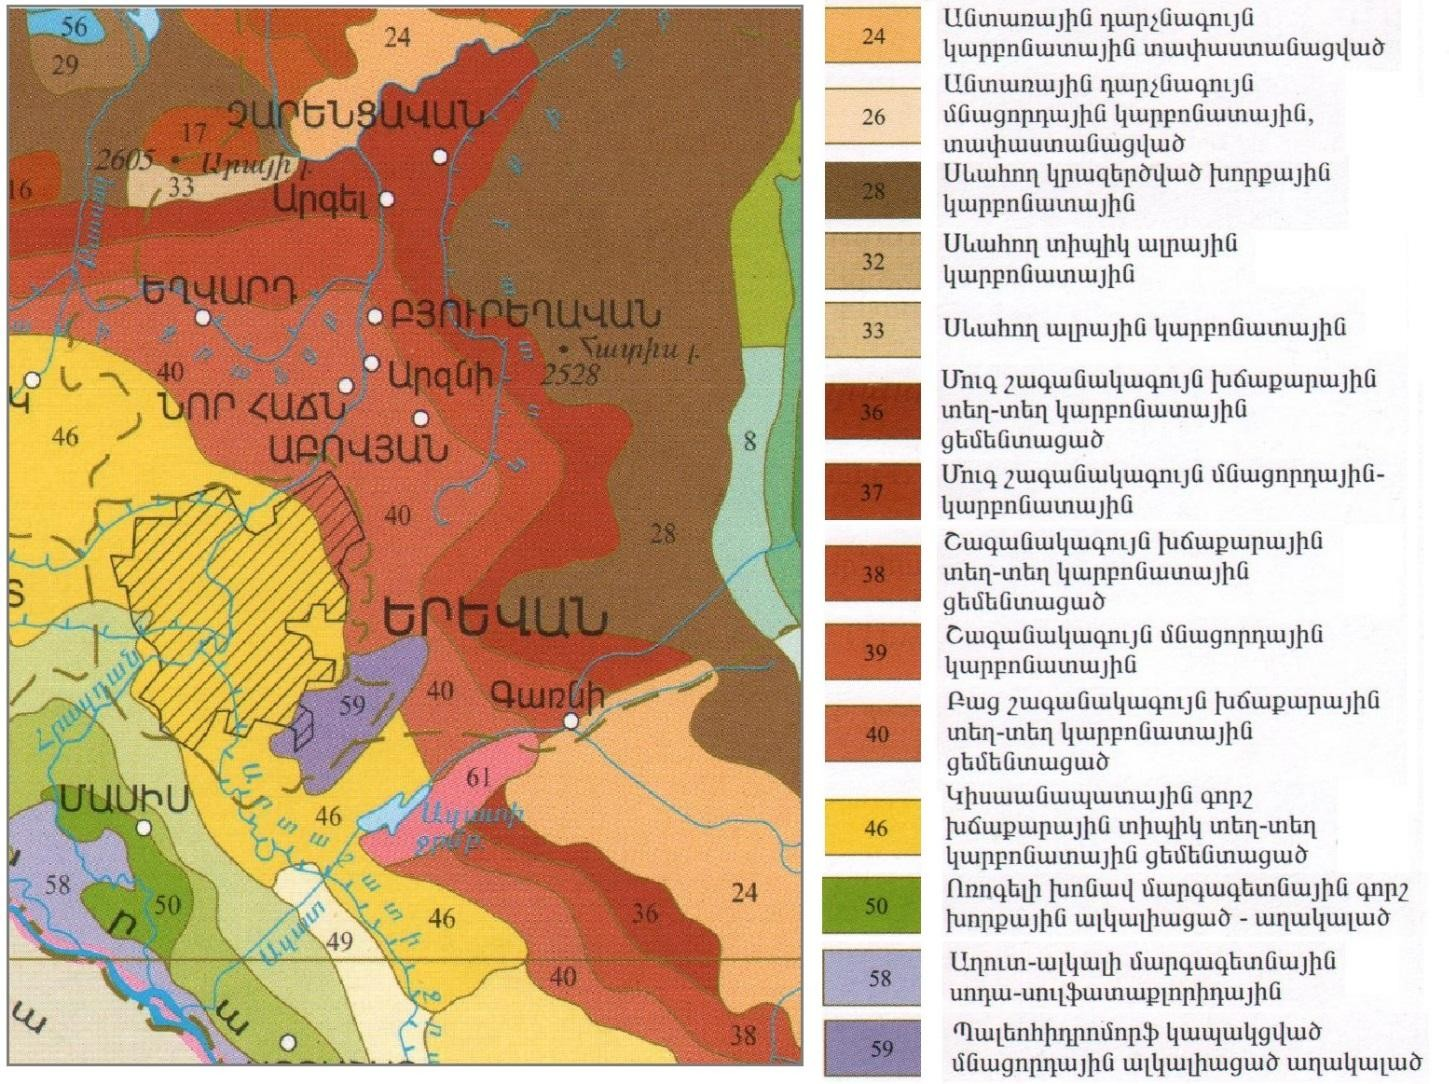 56
29
24
ՉԱՐԵՆՑԱՎԱՆ
17
2605
Արայի լ.
33
16
Արգել
Քասախ
ԵՂՎԱՐԴ
ԲՅՈՒՐԵՂԱՎԱՆ
Հատիս լ.
2528
40
Արզնի
ՆՈՐ ՀԱՃՆ
46
ԱԲՈՎՅԱՆ
8
40
28
ԵՐԵՎԱՆ
Հրազդան
59
40
Գառնի
61
ՄԱՍԻՍ
46
Ազատի
ջրմբր.
58
50
24
49
46
36
Ազատ
40
38
24
Անտառային դարչնագույն
կարբոնատային տափաստանացված
26
Անտառային դարչնագույն
մնացորդային կարբոնատային,
տափաստանացված
28
Սևահող կրազերծված խորքային
կարբոնատային
32
Սևահող տիպիկ ալրային
կարբոնատային
33
Սևահող ալրային կարբոնատային
36
Մուգ շագանակագույն խճաքարային
տեղ-տեղ կարբոնատային
ցեմենտացած
37
Մուգ շագանակագույն մնացորդային-
կարբոնատային
38
Շագանակագույն խճաքարային
տեղ-տեղ կարբոնատային
ցեմենտացած
39
Շագանակագույն մնացորդային
կարբոնատային
40
Բաց շագանակագույն խճաքարային
տեղ-տեղ կարբոնատային
ցեմենտացած
46
Կիսաանապատային գորշ
խճաքարային տիպիկ տեղ-տեղ
կարբոնատային ցեմենտացած
50
Ոռոգելի խոնավ մարգագետնային գորշ
խորքային ալկալիացած - աղակալած
58
Աղուտ-ալկալի մարգագետնային
սոդա-սուլֆատաքլորիդային
59
Պալեոհիդրոմորֆ կապակցված
մնացորդային ալկալիացած աղակալած